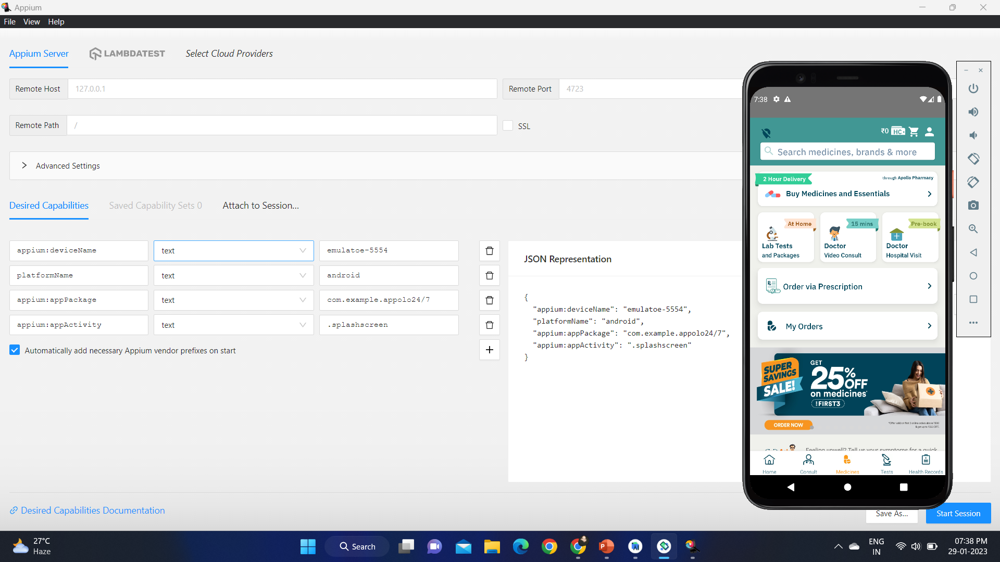 Appium
File View Help
Appium Server
LAMBDATEST
Select Cloud Providers
Remote Host
127.0.0.1
Remote Port
4723
Remote Path
/
SSL
Advanced Settings
Desired Capabilities
Saved Capability Sets 0
Attach to Session...
appium:deviceName
text
emulatoe-5554
platformName
text
android
appium:appPackage
text
com.example.appolo24/7
appium:appActivity
text
.splashscreen
Automatically add necessary Appium vendor prefixes on start
JSON Representation
{
"appium:deviceName": "emulatoe-5554",
"platformName": "android",
"appium:appPackage": "com.example.appolo24/7",
"appium:appActivity": ".splashscreen"
}
Desired Capabilities Documentation
Save As...
Start Session
7:38
₹0 HC
Search medicines, brands & more
2 Hour Delivery
through Apollo Pharmacy
Buy Medicines and Essentials
At Home
Lab Tests
and Packages
15 mins
Doctor
Video Consult
Pre-book
Doctor
Hospital Visit
Order via Prescription
My Orders
SUPER
SAVINGS
SALE!
GET
25% OFF
on medicines*
FIRST3
ORDER NOW
Feeling unwell? Tell us your symptoms for a quick
Home
Consult
Medicines
Tests
Health Records
27°C
Haze
Search
ENG
IN
07:38 PM
29-01-2023